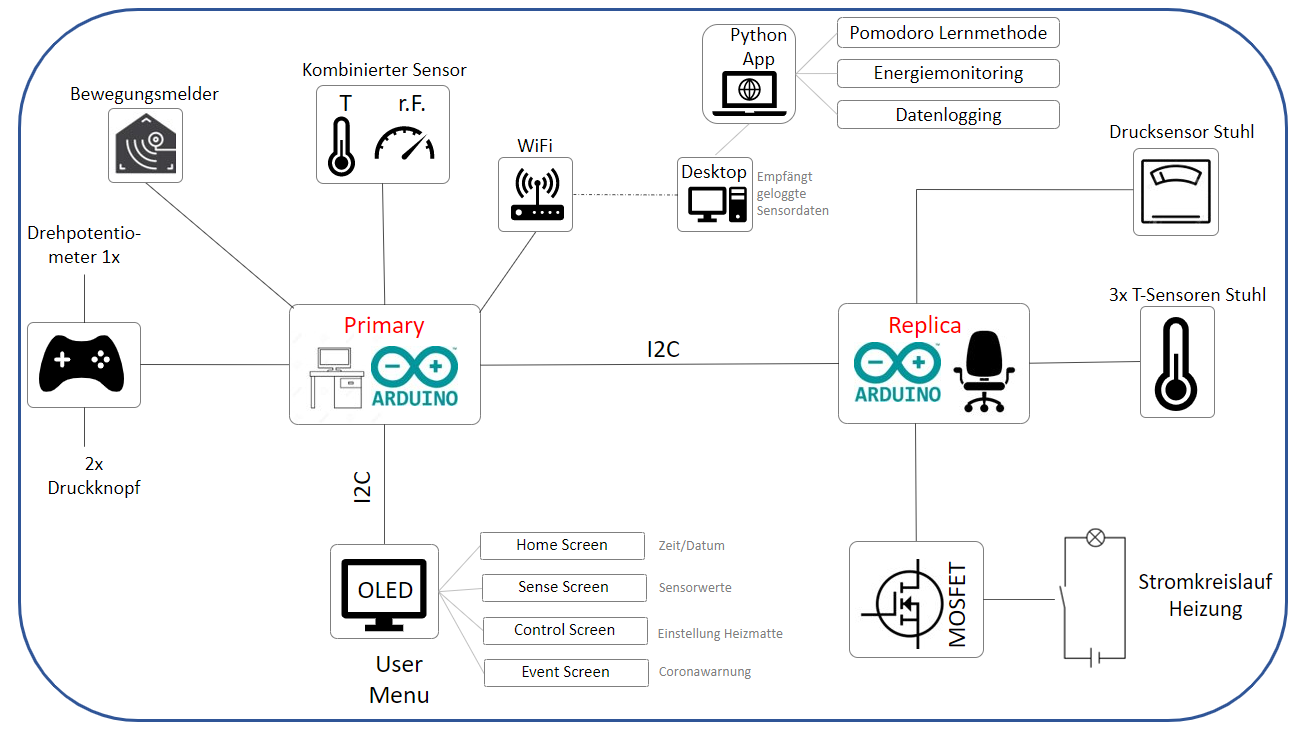 Python
App
Pomodoro Lernmethode
Energiemonitoring
Datenlogging
Kombinierter Sensor
T
r.F.
Bewegungsmelder
WiFi
Desktop
Empfängt
geloggte
Sensordaten
Drucksensor Stuhl
Drehpotentio-
meter 1x
3x T-Sensoren Stuhl
Primary
ARDUINO
I2C
Replica
ARDUINO
2x
Druckknopf
I2C
OLED
User
Menu
Home Screen
Zeit/Datum
Sense Screen
Sensorwerte
Control Screen
Einstellung Heizmatte
Event Screen
Coronawarnung
MOSFET
Stromkreislauf
Heizung